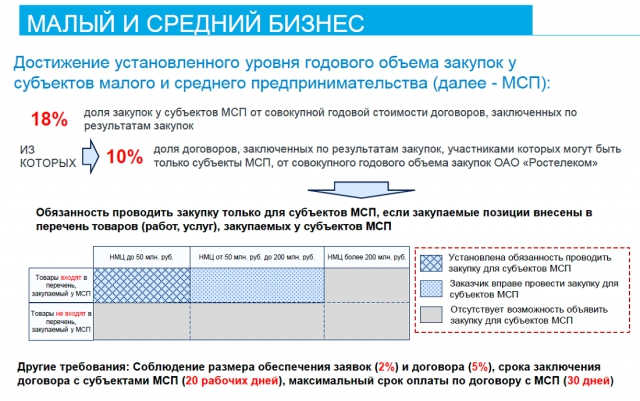 МАЛЫЙ И СРЕДНИЙ БИЗНЕС
Достижение установленного уровня годового объема закупок у
субъектов малого и среднего предпринимательства (далее - МСП):
18%
доля закупок у субъектов МСП от совокупной годовой стоимости договоров, заключенных по
результатам закупок
ИЗ
КОТОРЫХ
10%
доля договоров, заключенных по результатам закупок, участниками которых могут быть
только субъекты МСП, от совокупного годового объема закупок ОАО «Ростелеком»
Обязанность проводить закупку только для субъектов МСП, если закупаемые позиции внесены в
перечень товаров (работ, услуг), закупаемых у субъектов МСП
НМЦ до 50 млн. руб.
НМЦ от 50 млн. руб. до 200 млн. руб.
НМЦ более 200 млн. руб.
Товары входят в
перечень,
закупаемый у МСП
Товары не входят в
перечень,
закупаемый у МСП
Установлена обязанность проводить
закупку для субъектов МСП
Заказчик вправе провести закупку для
субъектов МСП
Отсутствует возможность объявить
закупку для субъектов МСП
Другие требования: Соблюдение размера обеспечения заявок (2%) и договора (5%), срока заключения
договора с субъектами МСП (20 рабочих дней), максимальный срок оплаты по договору с МСП (30 дней)